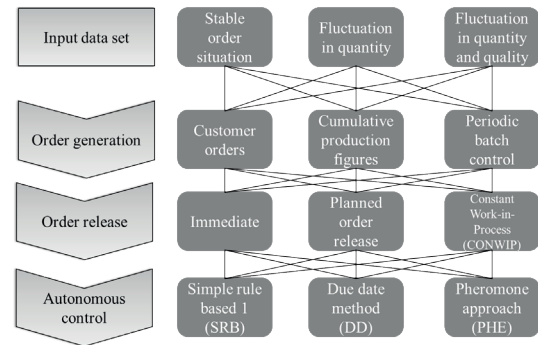 Input data set
Stable
order
situation
Fluctuation
in quantity
Fluctuation
in quantity
and quality
Order generation
Customer
orders
Cumulative
production
figures
Periodic
batch
control
Order release
Immediate
Planned
order
release
Constant
Work-in-
Process
(CONWIP)
Autonomous
control
Simple rule
based 1
(SRB)
Due date
method
(DD)
Pheromone
approach
(PHE)